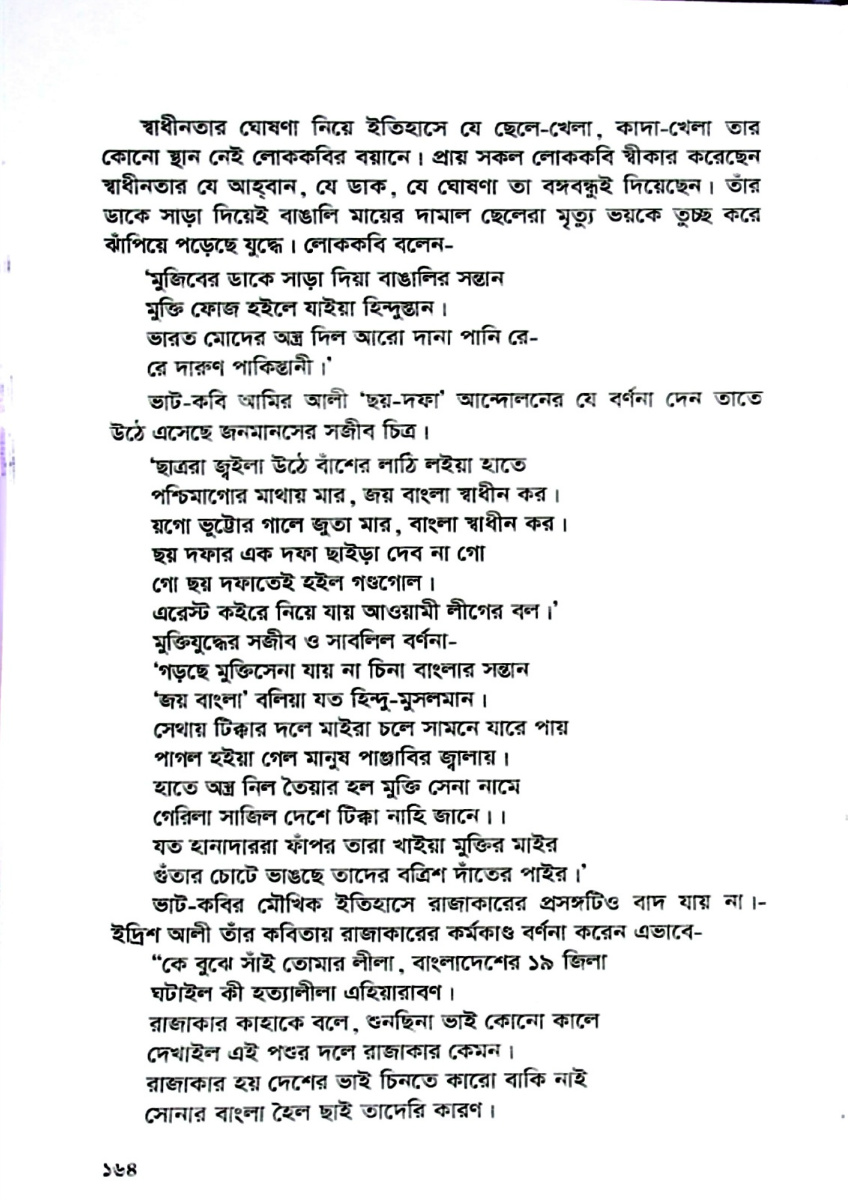 স্বাধীনতার ঘোষণা নিয়ে ইতিহাসে যে ছেলে-খেলা, কাদা-খেলা তার
কোনো স্থান নেই লোককবির বয়ানে। প্রায় সকল লোককবি স্বীকার করেছেন
স্বাধীনতার যে আহ্‌বান, যে ডাক, যে ঘোষণা তা বঙ্গবন্ধুই দিয়েছেন। তাঁর
ডাকে সাড়া দিয়েই বাঙালি মায়ের দামাল ছেলেরা মৃত্যু ভয়কে তুচ্ছ করে
ঝাঁপিয়ে পড়েছে যুদ্ধে। লোককবি বলেন-
‘মুজিবের ডাকে সাড়া দিয়া বাঙালির সন্তান
মুক্তি ফোজ হইলে যাইয়া হিন্দুস্তান।
ভারত মোদের অস্ত্র দিল আরো দানা পানি রে-
রে দারুণ পাকিস্তানী।’
ভাট-কবি আমির আলী ‘ছয়-দফা’ আন্দোলনের যে বর্ণনা দেন তাতে
উঠে এসেছে জনমানসের সজীব চিত্র।
‘ছাত্ররা জ্বইলা উঠে বাঁশের লাঠি লইয়া হাতে
পশ্চিমাগোর মাথায় মার, জয় বাংলা স্বাধীন কর।
য়গো ভুট্টোর গালে জুতা মার, বাংলা স্বাধীন কর।
ছয় দফার এক দফা ছাইড়া দেব না গো
গো ছয় দফাতেই হইল গণ্ডগোল।
এরেস্ট কইরে নিয়ে যায় আওয়ামী লীগের বল।’
মুক্তিযুদ্ধের সজীব ও সাবলিল বর্ণনা-
‘গড়ছে মুক্তিসেনা যায় না চিনা বাংলার সন্তান
‘জয় বাংলা’ বলিয়া যত হিন্দু-মুসলমান।
সেথায় টিক্কার দলে মাইরা চলে সামনে যারে পায়
পাগল হইয়া গেল মানুষ পাঞ্জাবির জ্বালায়।
হাতে অস্ত্র নিল তৈয়ার হল মুক্তি সেনা নামে
গেরিলা সাজিল দেশে টিক্কা নাহি জানে।।
যত হানাদাররা ফাঁপর তারা খাইয়া মুক্তির মাইর
গুঁতার চোটে ভাঙছে তাদের বত্রিশ দাঁতের পাইর।’
ভাট-কবির মৌখিক ইতিহাসে রাজাকারের প্রসঙ্গটিও বাদ যায় না।-
ইদ্রিশ আলী তাঁর কবিতায় রাজাকারের কর্মকাণ্ড বর্ণনা করেন এভাবে-
“কে বুঝে সাঁই তোমার লীলা, বাংলাদেশের ১৯ জিলা
ঘটাইল কী হত্যালীলা এহিয়ারাবণ।
রাজাকার কাহাকে বলে, শুনছিনা ভাই কোনো কালে
দেখাইল এই পশুর দলে রাজাকার কেমন।
রাজাকার হয় দেশের ভাই চিনতে কারো বাকি নাই
সোনার বাংলা হৈল ছাই তাদেরি কারণ।
১৬৪